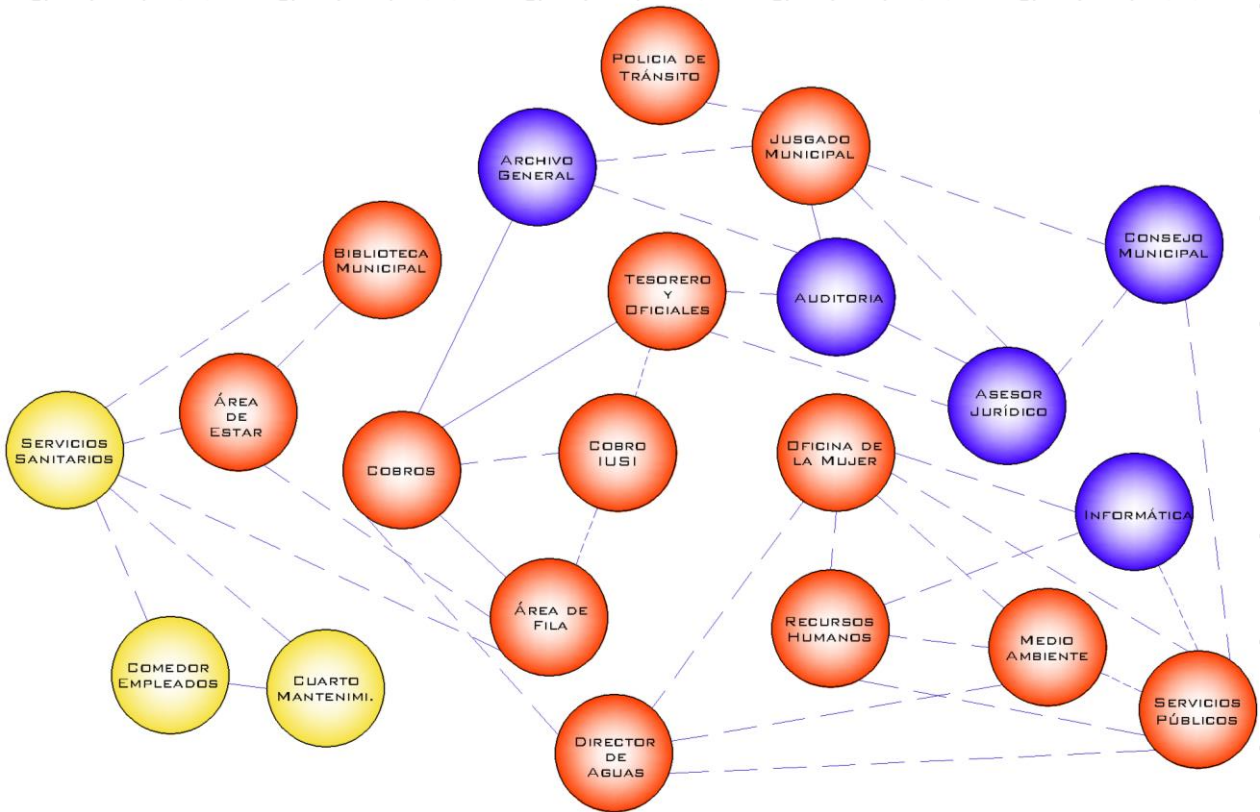 POLICIA DE
TRÁNSITO
JUSGADO
MUNICIPAL
ARCHIVO
GENERAL
CONSEJO
MUNICIPAL
BIBLIOTECA
MUNICIPAL
TESORERO
Y
OFICIALES
AUDITORIA
ASESOR
JURÍDICO
ÁREA
DE
ESTAR
SERVICIOS
SANITARIOS
COBROS
COBRO
IUSI
OFICINA DE
LA MUJER
INFORMÁTICA
ÁREA DE
FILA
RECURSOS
HUMANOS
MEDIO
AMBIENTE
COMEDOR
EMPLEADOS
CUARTO
MANTENIMI.
SERVICIOS
PÚBLICOS
DIRECTOR
DE
AGUAS